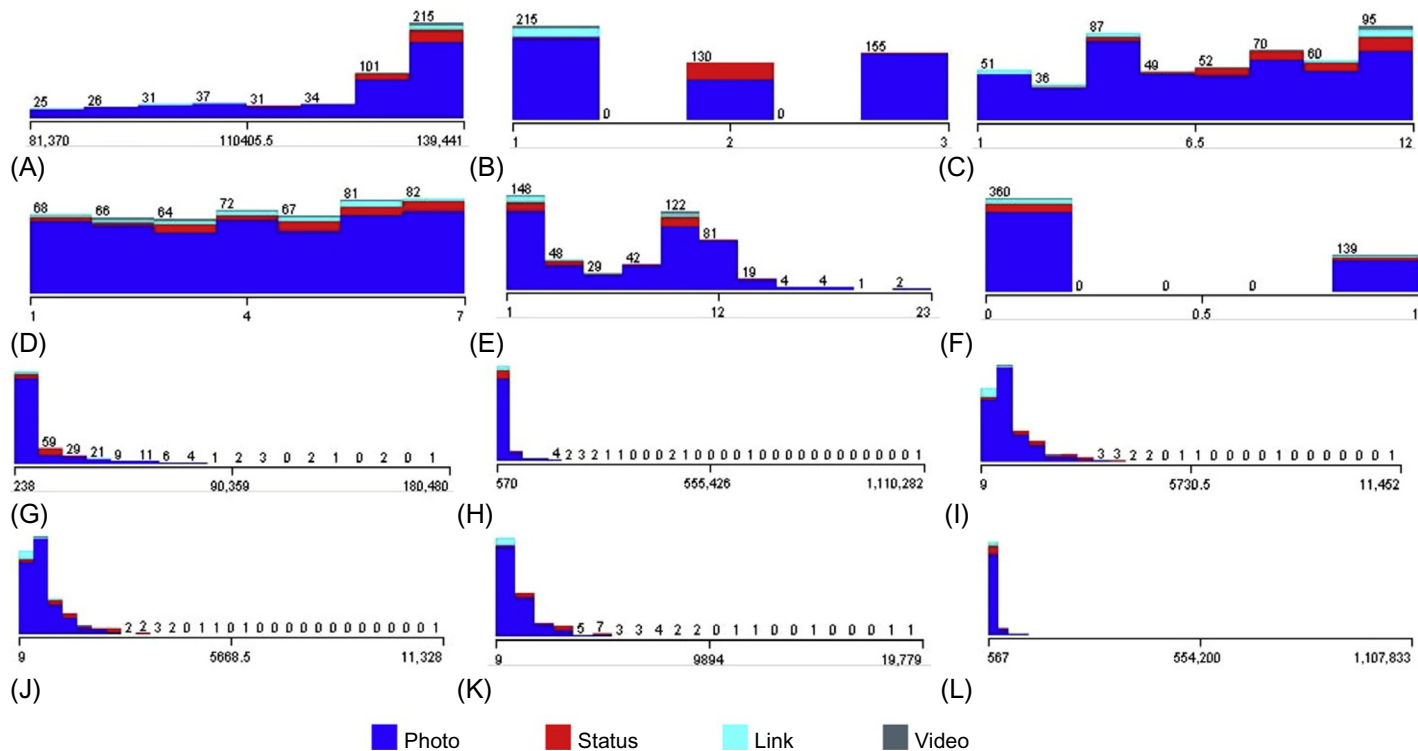 215
101
25 26 31 37 31 34
81,370 110405.5 139,441
(A)
215
130
155
0 0
1 2 3
(B)
51 36 87 49 52 70 60 95
1 6.5 12
(C)
68 66 64 72 67 81 82
1 4 7
(D)
148 48 29 42 122 81 19 4 4 1 2
1 12 23
(E)
360 0 0 0 139
0 0.5 1
(F)
59 29 21 9 11 6 4 1 2 3 0 2 1 0 2 0 1
238 90,359 180,480
(G)
4 2 3 2 1 1 0 0 0 2 1 0 0 0 1 0 0 0 0 0 0 0 0 0 0 0 0 1
570 555,426 1,110,282
(H)
3 3 2 2 0 1 1 0 0 0 0 1 0 0 0 0 0 0 1
9 5730.5 11,452
(I)
2 2 3 2 0 1 1 0 1 0 0 0 0 0 0 0 0 0 0 0 0 1
9 5668.5 11,328
(J)
5 7 3 3 4 2 2 0 1 1 0 0 1 0 0 0 1 1
9 9894 19,779
(K)
567 554,200 1,107,833
(L)
Photo Status Link Video